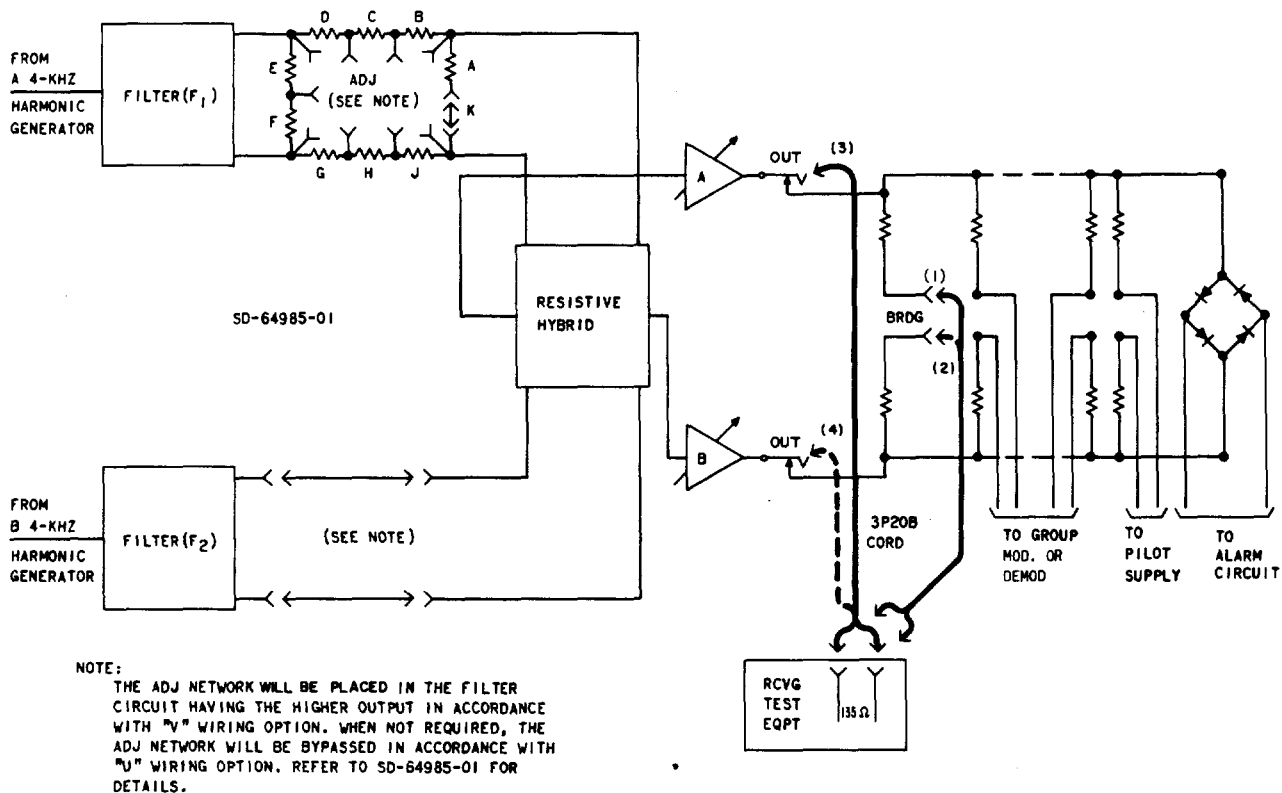 D C B
FROM
A 4-KHZ
HARMONIC
GENERATOR
FILTER(F1)
E
ADJ
(SEE NOTE)
A
K
F
G H J
A
OUT
(3)
SD-64985-01
RESISTIVE
HYBRID
(1)
BRDG
(2)
B
OUT
(4)
FROM
B 4-KHZ
HARMONIC
GENERATOR
FILTER(F2)
(SEE NOTE)
3P20B
CORD
TO GROUP
MOD. OR
DEMOD
TO
PILOT
SUPPLY
TO
ALARM
CIRCUIT
RCVG
TEST
EQPT
135 Ω
NOTE:
THE ADJ NETWORK WILL BE PLACED IN THE FILTER
CIRCUIT HAVING THE HIGHER OUTPUT IN ACCORDANCE
WITH "V" WIRING OPTION. WHEN NOT REQUIRED, THE
ADJ NETWORK WILL BE BYPASSED IN ACCORDANCE WITH
"U" WIRING OPTION. REFER TO SD-64985-01 FOR
DETAILS.